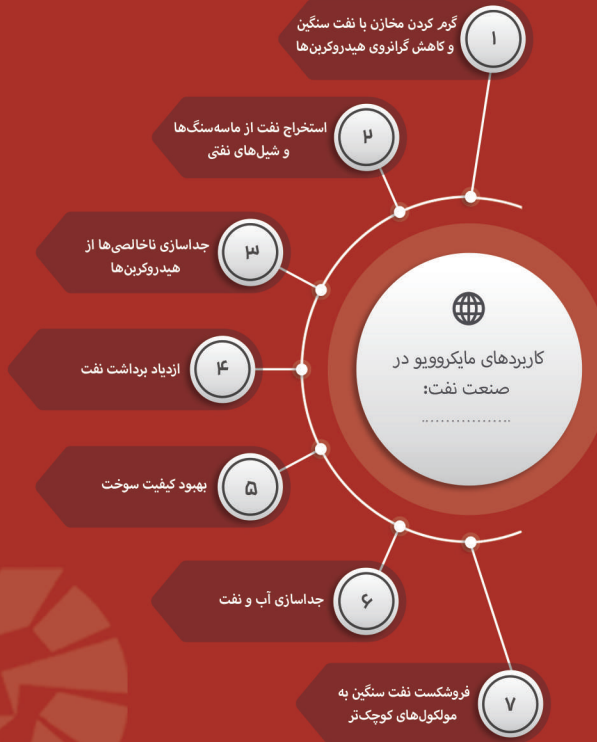 کاربردهای مایکروویو در
صنعت نفت:
۱
گرم کردن مخازن با نفت سنگین
و کاهش گرانروی هیدروکربن‌ها
۲
استخراج نفت از ماسه‌سنگ‌ها
و شیل‌های نفتی
۳
جداسازی ناخالصی‌ها از
هیدروکربن‌ها
۴
ازدیاد برداشت نفت
۵
بهبود کیفیت سوخت
۶
جداسازی آب و نفت
۷
فروشکست نفت سنگین به
مولکول‌های کوچک‌تر